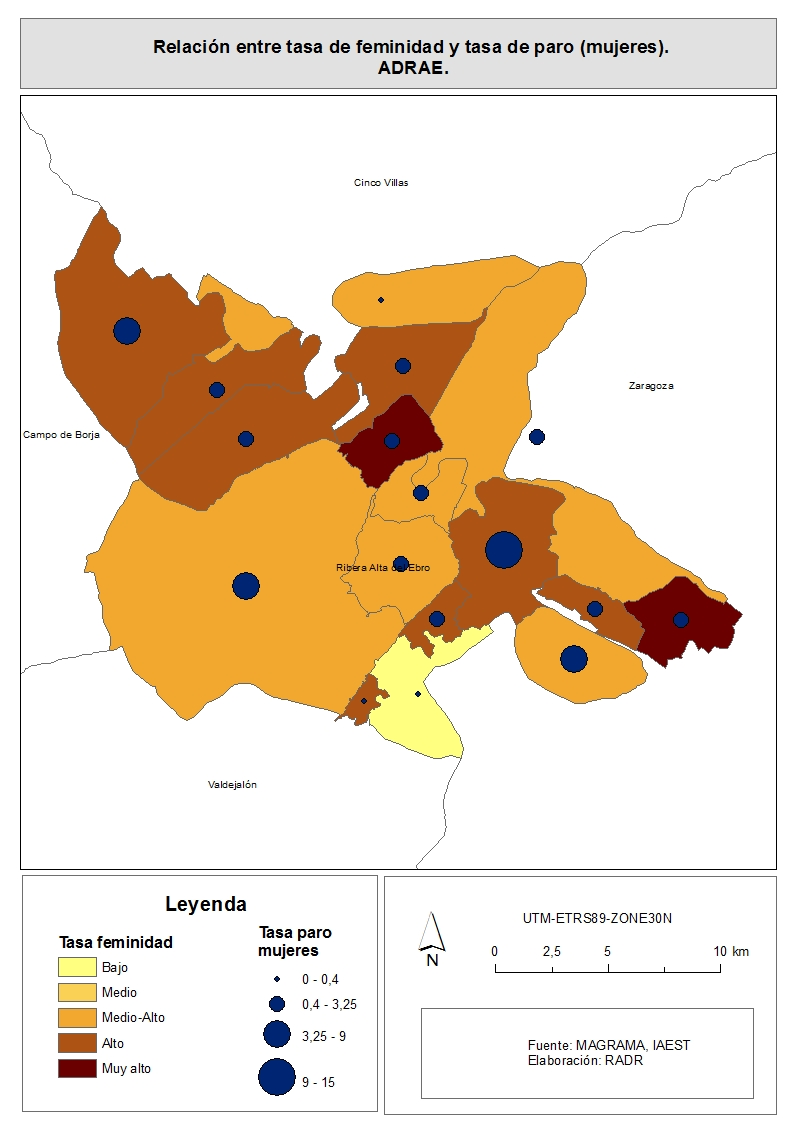 Relación entre tasa de feminidad y tasa de paro (mujeres).
ADRAE.
Cinco Villas
Zaragoza
Campo de Borja
Ribera Alta del Ebro
Valdejalón
Leyenda
Tasa feminidad
Bajo
Medio
Medio-Alto
Alto
Muy alto
Tasa paro
mujeres
0 - 0,4
0,4 - 3,25
3,25 - 9
9 - 15
N
UTM-ETRS89-ZONE30N
0 2,5 5 10 km
Fuente: MAGRAMA, IAEST
Elaboración: RADR